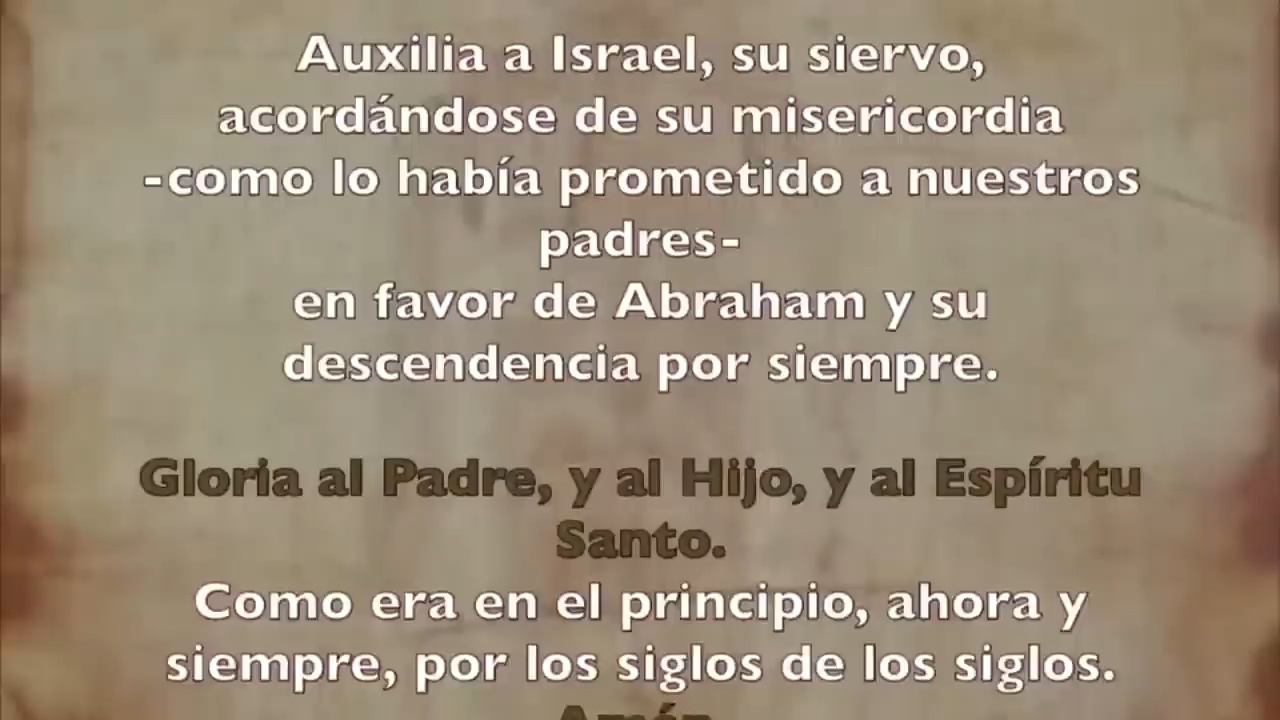 Auxilia a Israel, su siervo,
acordándose de su misericordia
-como lo había prometido a nuestros
padres-
en favor de Abraham y su
descendencia por siempre.
Gloria al Padre, y al Hijo, y al Espíritu
Santo.
Como era en el principio, ahora y
siempre, por los siglos de los siglos.
Amén